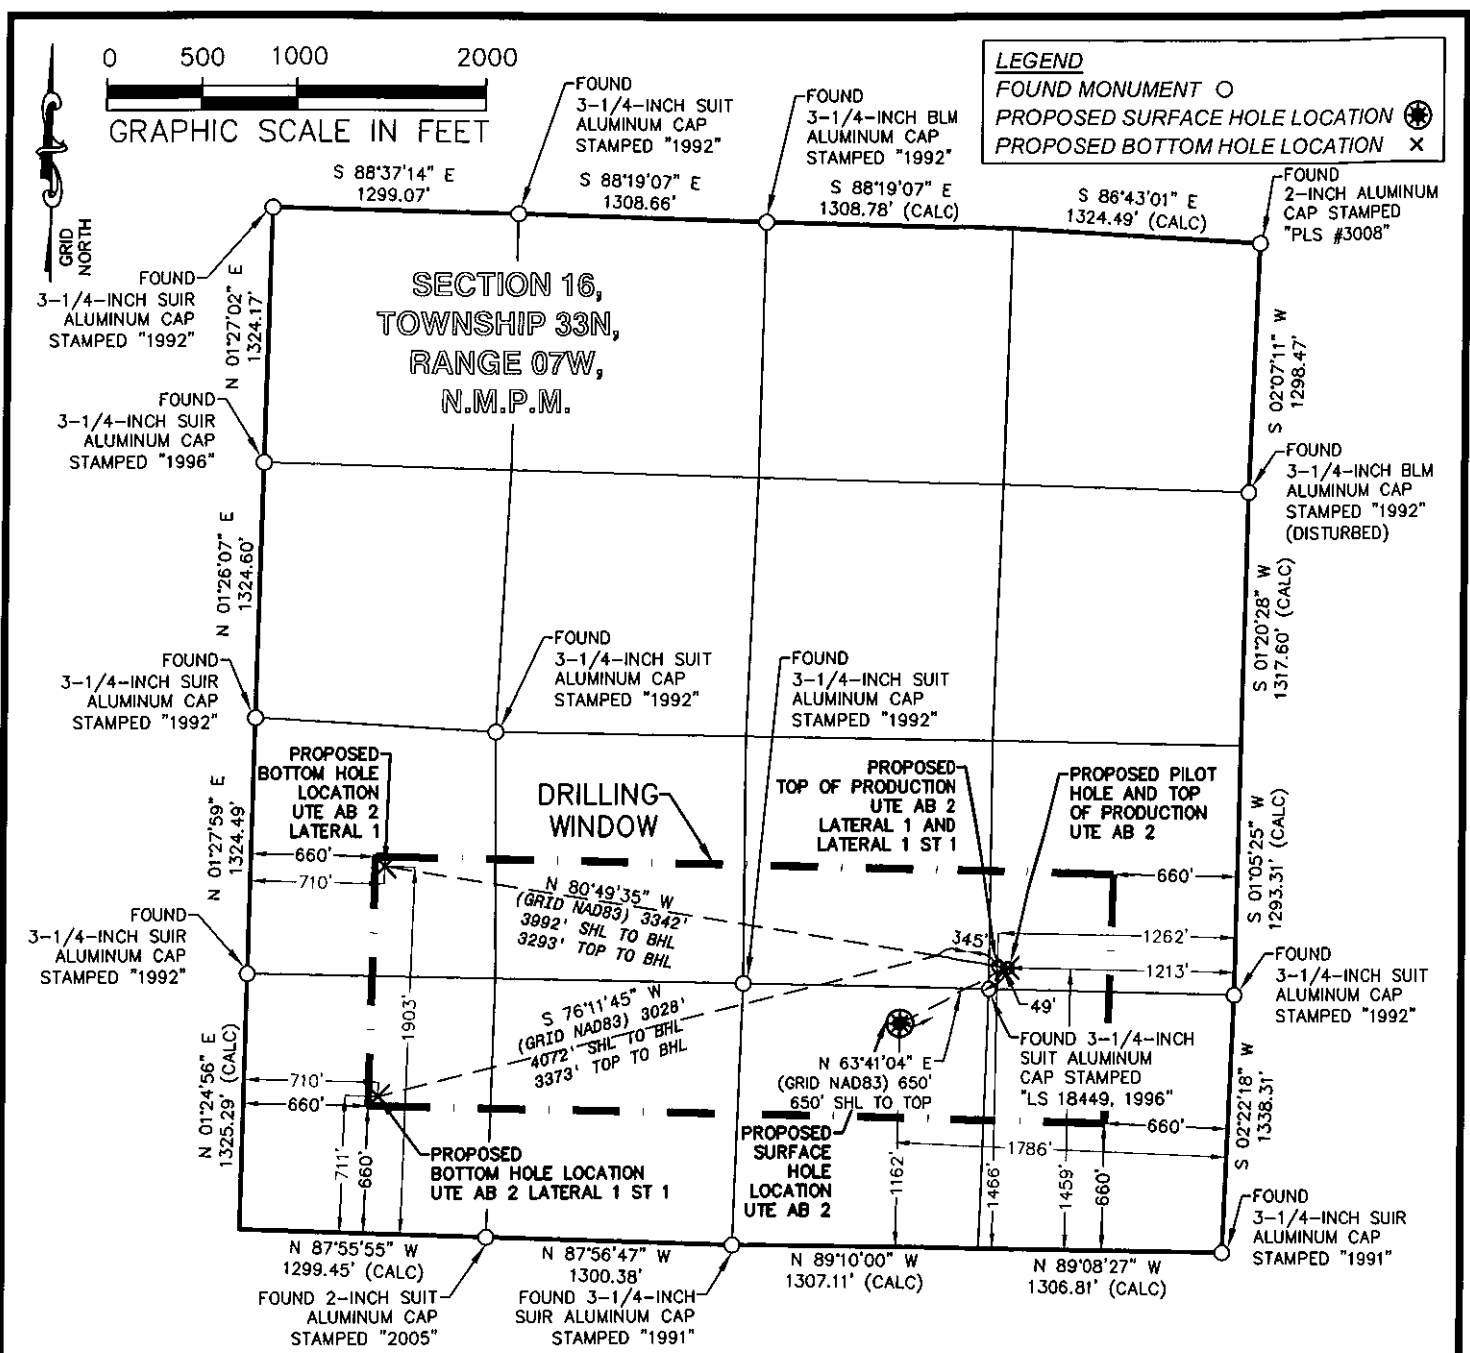 0 500 1000 2000
GRAPHIC SCALE IN FEET
GRID
NORTH
LEGEND
FOUND MONUMENT
PROPOSED SURFACE HOLE LOCATION
PROPOSED BOTTOM HOLE LOCATION
FOUND
3-1/4-INCH SUIT
ALUMINUM CAP
STAMPED "1992"
FOUND
3-1/4-INCH BLM
ALUMINUM CAP
STAMPED "1992"
FOUND
2-INCH ALUMINUM
CAP STAMPED
"PLS #3008"
S 88°37'14" E
1299.07'
S 88°19'07" E
1308.66'
S 88°19'07" E
1308.78' (CALC)
S 86°43'01" E
1324.49' (CALC)
FOUND
3-1/4-INCH SUIR
ALUMINUM CAP
STAMPED "1992"
N 01°27'02" E
1324.17'
SECTION 16,
TOWNSHIP 33N,
RANGE 07W,
N.M.P.M.
S 02°07'11" W
1298.47'
FOUND
3-1/4-INCH SUIR
ALUMINUM CAP
STAMPED "1996"
FOUND
3-1/4-INCH BLM
ALUMINUM CAP
STAMPED "1992"
(DISTURBED)
N 01°26'07" E
1324.60'
S 01°20'28" W
1317.60' (CALC)
FOUND
3-1/4-INCH SUIR
ALUMINUM CAP
STAMPED "1992"
FOUND
3-1/4-INCH SUIT
ALUMINUM CAP
STAMPED "1992"
FOUND
3-1/4-INCH SUIT
ALUMINUM CAP
STAMPED "1992"
PROPOSED
BOTTOM HOLE
LOCATION
UTE AB 2
LATERAL 1
DRILLING
WINDOW
PROPOSED
TOP OF PRODUCTION
UTE AB 2
LATERAL 1 AND
LATERAL 1 ST 1
PROPOSED PILOT
HOLE AND TOP
OF PRODUCTION
UTE AB 2
N 01°27'59" E
1324.49'
S 01°05'25" W
1293.31' (CALC)
660'
710'
660'
N 80°49'35" W
(GRID NAD83) 3342'
3992' SHL TO BHL
3293' TOP TO BHL
345'
1262'
1213'
49'
FOUND
3-1/4-INCH SUIR
ALUMINUM CAP
STAMPED "1992"
FOUND
3-1/4-INCH SUIT
ALUMINUM CAP
STAMPED "1992"
1903'
S 76°11'45" W
(GRID NAD83) 3028'
4072' SHL TO BHL
3373' TOP TO BHL
N 63°41'04" E
(GRID NAD83) 650'
650' SHL TO TOP
FOUND 3-1/4-INCH
SUIT ALUMINUM
CAP STAMPED
"LS 18449, 1996"
N 01°24'56" E
1325.29' (CALC)
S 02°22'18" W
1338.31'
710'
660'
711'
660'
PROPOSED
BOTTOM HOLE LOCATION
UTE AB 2 LATERAL 1 ST 1
PROPOSED
SURFACE
HOLE
LOCATION
UTE AB 2
660'
1786'
1162'
1466'
1459'
660'
FOUND
3-1/4-INCH SUIR
ALUMINUM CAP
STAMPED "1991"
N 87°55'55" W
1299.45' (CALC)
N 87°56'47" W
1300.38'
N 89°10'00" W
1307.11' (CALC)
N 89°08'27" W
1306.81' (CALC)
FOUND 2-INCH SUIT
ALUMINUM CAP
STAMPED "2005"
FOUND 3-1/4-INCH
SUIR ALUMINUM CAP
STAMPED "1991"